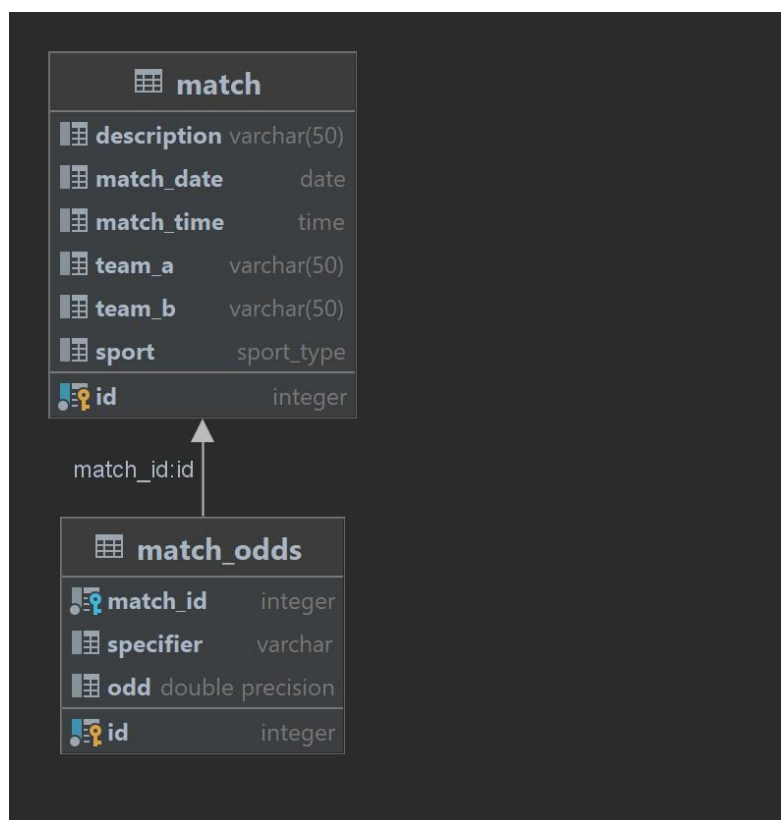 match
description varchar(50)
match_date date
match_time time
team_a varchar(50)
team_b varchar(50)
sport sport_type
id integer
match_id:id
match_odds
match_id integer
specifier varchar
odd double precision
id integer